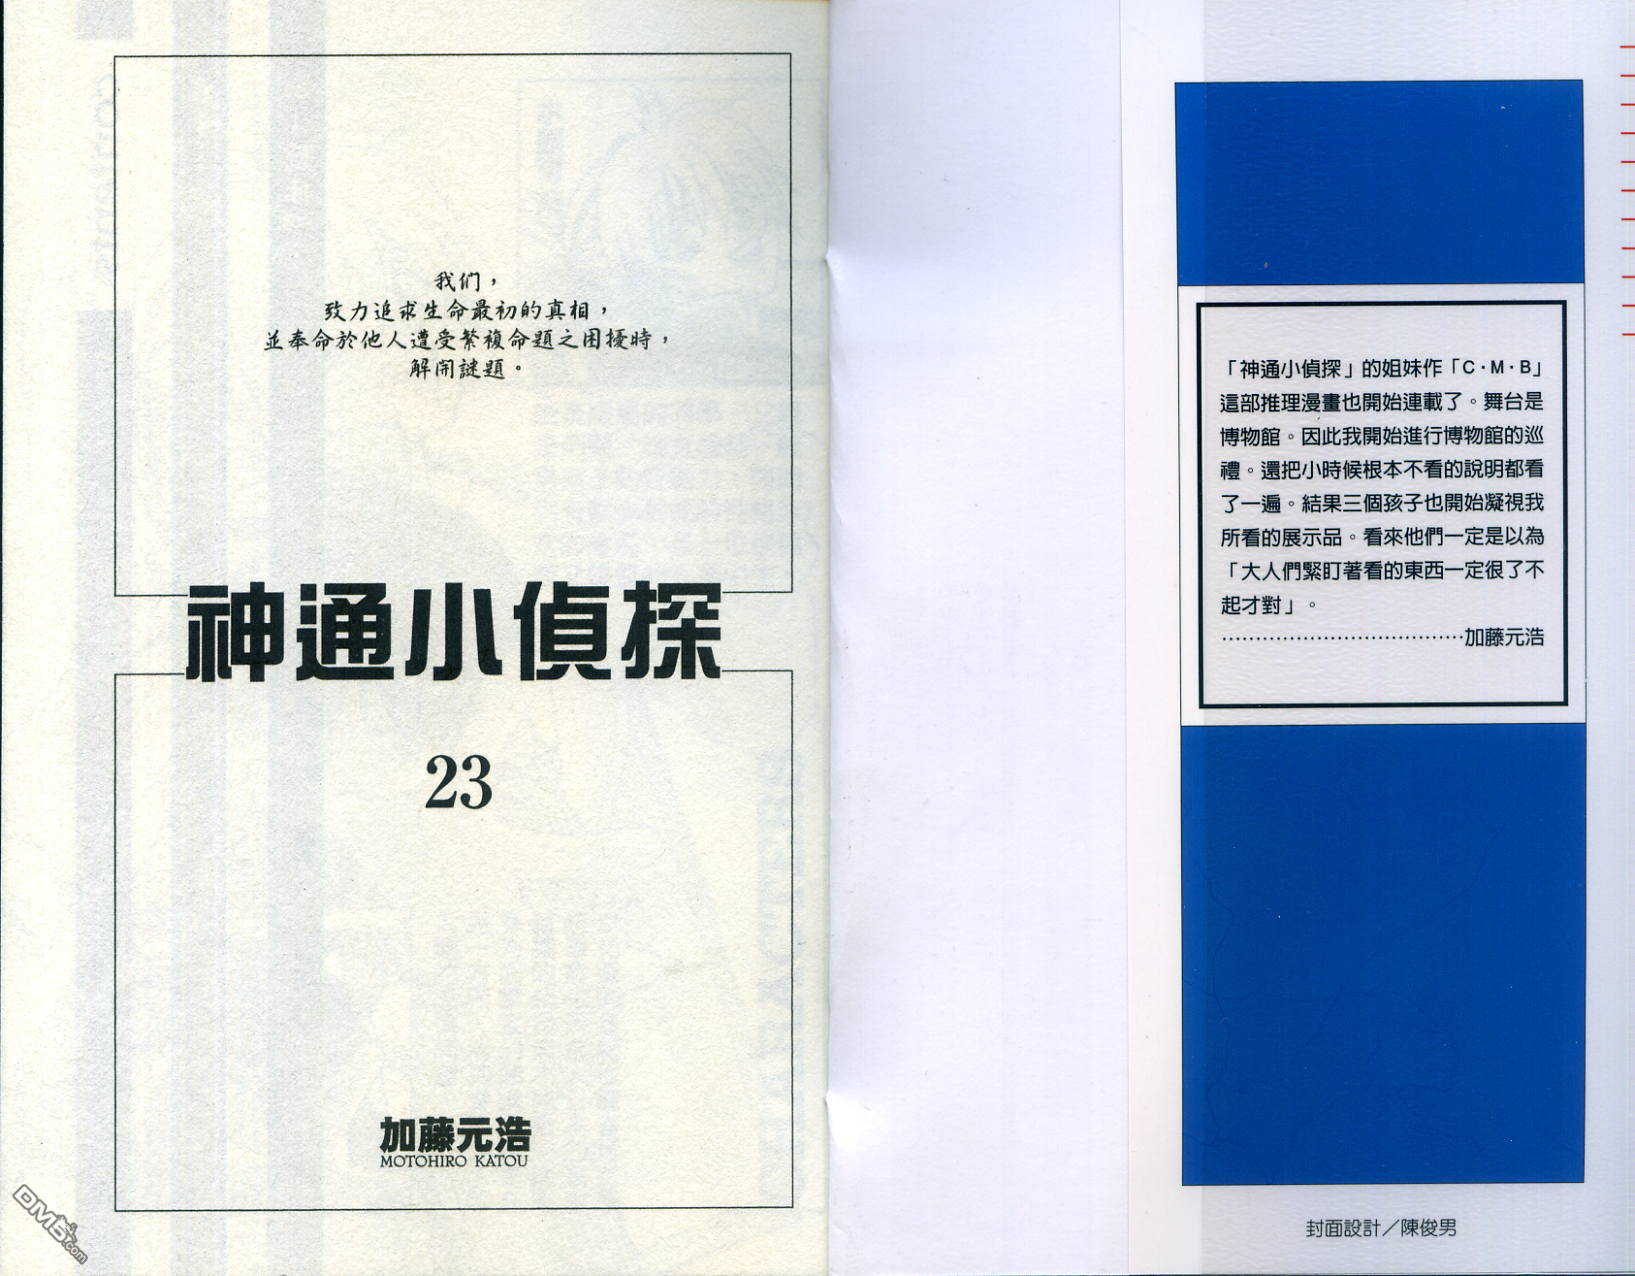 我們，
致力追求生命最初的真相，
並奉命於他人遭受繁複命題之困擾時，
解開謎題。
神通小偵探
23
加藤元浩
MOTOHIRO KATOU
「神通小偵探」的姐妹作「C·M·B」
這部推理漫畫也開始連載了。舞台是
博物館。因此我開始進行博物館的巡
禮。還把小時候根本不看的說明都看
了一遍。結果三個孩子也開始凝視我
所看的展示品。看來他們一定是以為
「大人們緊盯著看的東西一定很了不
起才對」。
····································加藤元浩
封面設計／陳俊男
DM5.com